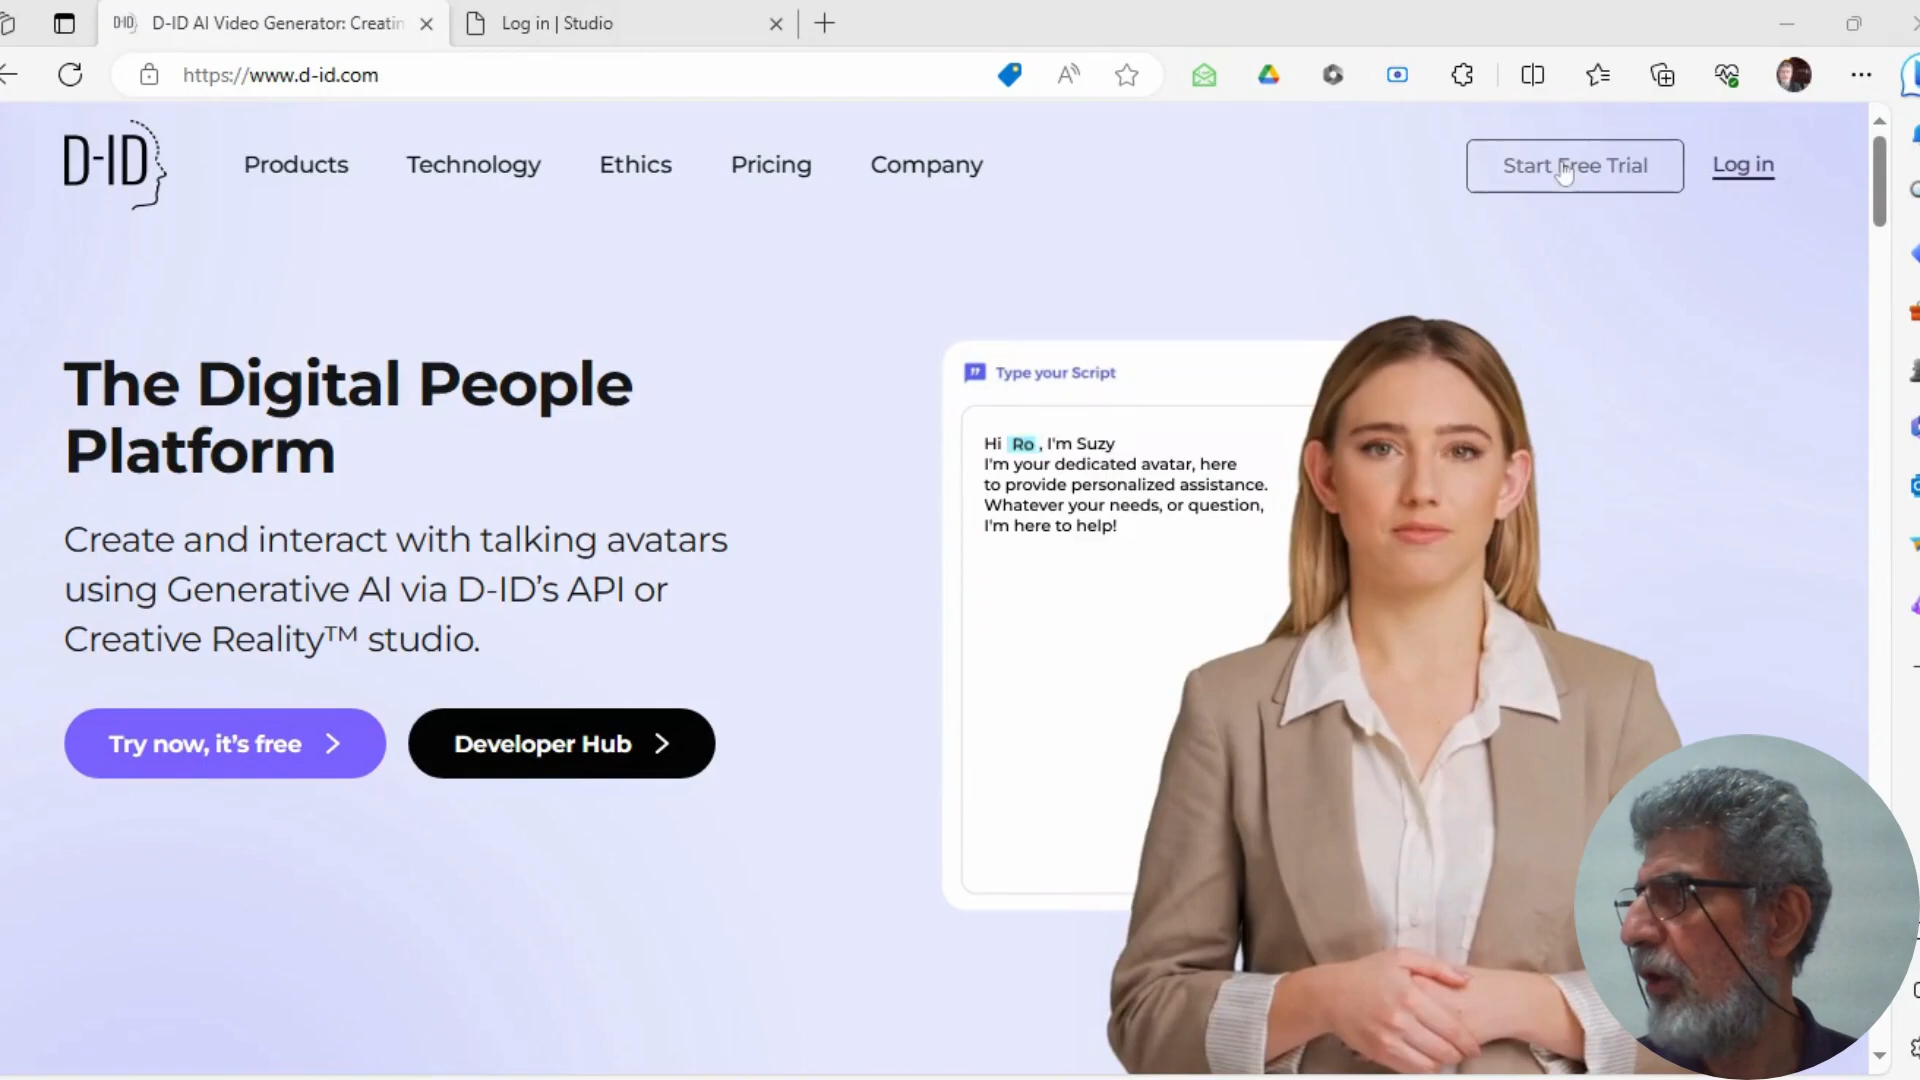 D-ID AI Video Generator: Creatin
Log in | Studio
https://www.d-id.com
D-ID
Products
Technology
Ethics
Pricing
Company
Start Free Trial
Log in
The Digital People
Platform
Create and interact with talking avatars
using Generative AI via D-ID’s API or
Creative Reality™ studio.
Try now, it’s free
Developer Hub
Type your Script
Hi Ro, I'm Suzy
I'm your dedicated avatar, here
to provide personalized assistance.
Whatever your needs, or question,
I'm here to help!